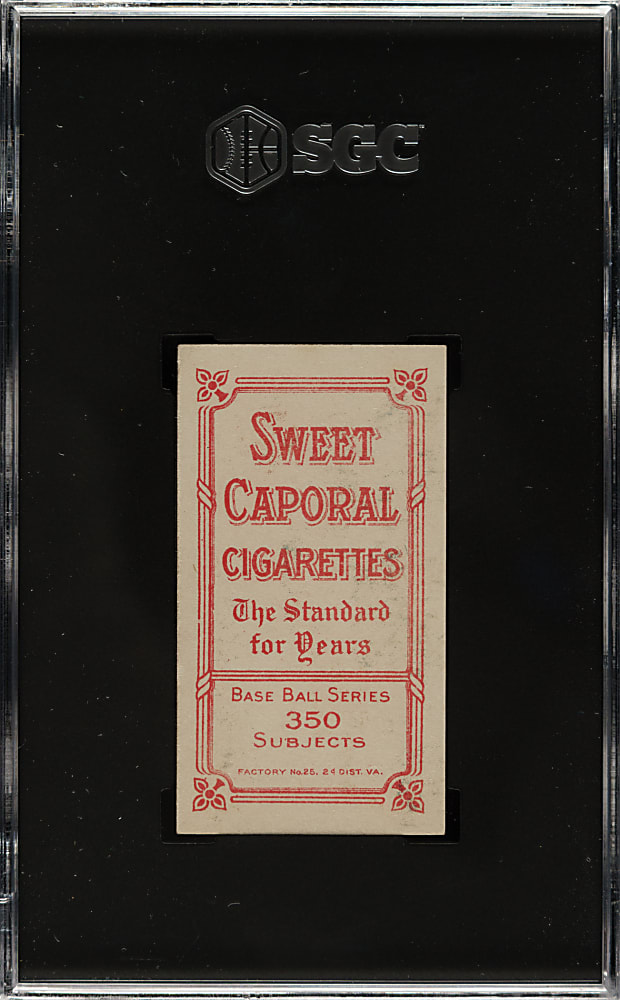 SGC
SWEET
CAPORAL
CIGARETTES
The Standard
for Years
BASE BALL SERIES
350
SUBJECTS
FACTORY No.25. 2d DIST. VA.